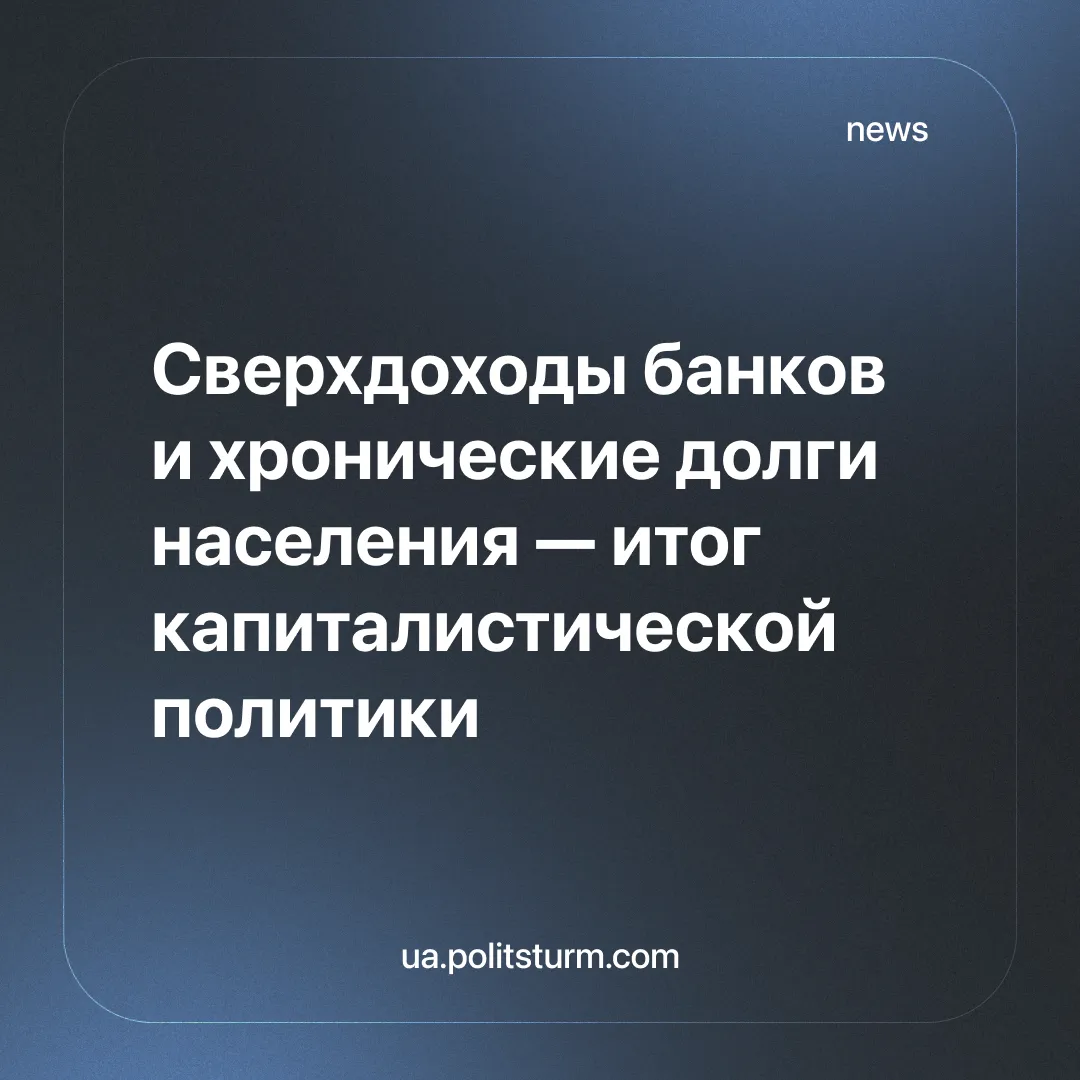 news
Сверхдоходы банков
и хронические долги
населения — итог
капиталистической
политики
ua.politsturm.com